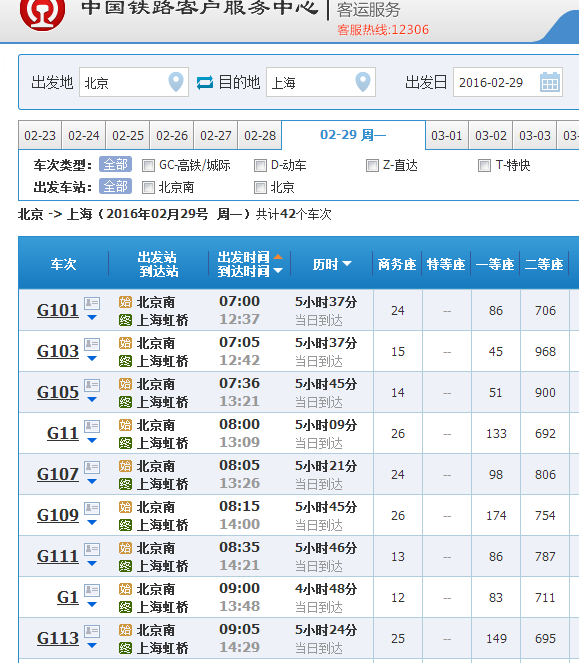 中国铁路客户服务中心 客运服务
客服热线:12306
出发地 北京 目的地 上海 出发日 2016-02-29
02-23 02-24 02-25 02-26 02-27 02-28 02-29 周一 03-01 03-02 03-03 03-
车次类型: 全部 GC-高铁/城际 D-动车 Z-直达 T-特快
出发车站: 全部 北京南 北京
北京 -> 上海（2016年02月29号 周一）共计42个车次
车次 出发站 出发时间 历时 商务座 特等座 一等座 二等座
到达站 到达时间
G101 始 北京南 07:00 5小时37分 24 -- 86 706
终 上海虹桥 12:37 当日到达
G103 始 北京南 07:05 5小时37分 15 -- 45 968
终 上海虹桥 12:42 当日到达
G105 始 北京南 07:36 5小时45分 14 -- 51 900
终 上海虹桥 13:21 当日到达
G11 始 北京南 08:00 5小时09分 26 -- 133 692
终 上海虹桥 13:09 当日到达
G107 始 北京南 08:05 5小时21分 24 -- 98 806
终 上海虹桥 13:26 当日到达
G109 始 北京南 08:15 5小时45分 26 -- 174 754
终 上海虹桥 14:00 当日到达
G111 始 北京南 08:35 5小时46分 13 -- 86 787
终 上海虹桥 14:21 当日到达
G1 始 北京南 09:00 4小时48分 12 -- 83 711
终 上海虹桥 13:48 当日到达
G113 始 北京南 09:05 5小时24分 25 -- 149 695
终 上海虹桥 14:29 当日到达